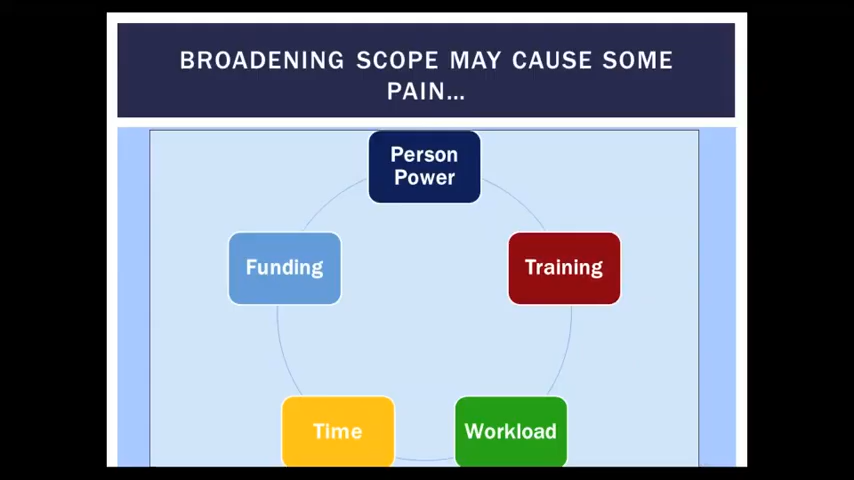 BROADENING SCOPE MAY CAUSE SOME
PAIN…
Person
Power
Funding
Training
Time
Workload